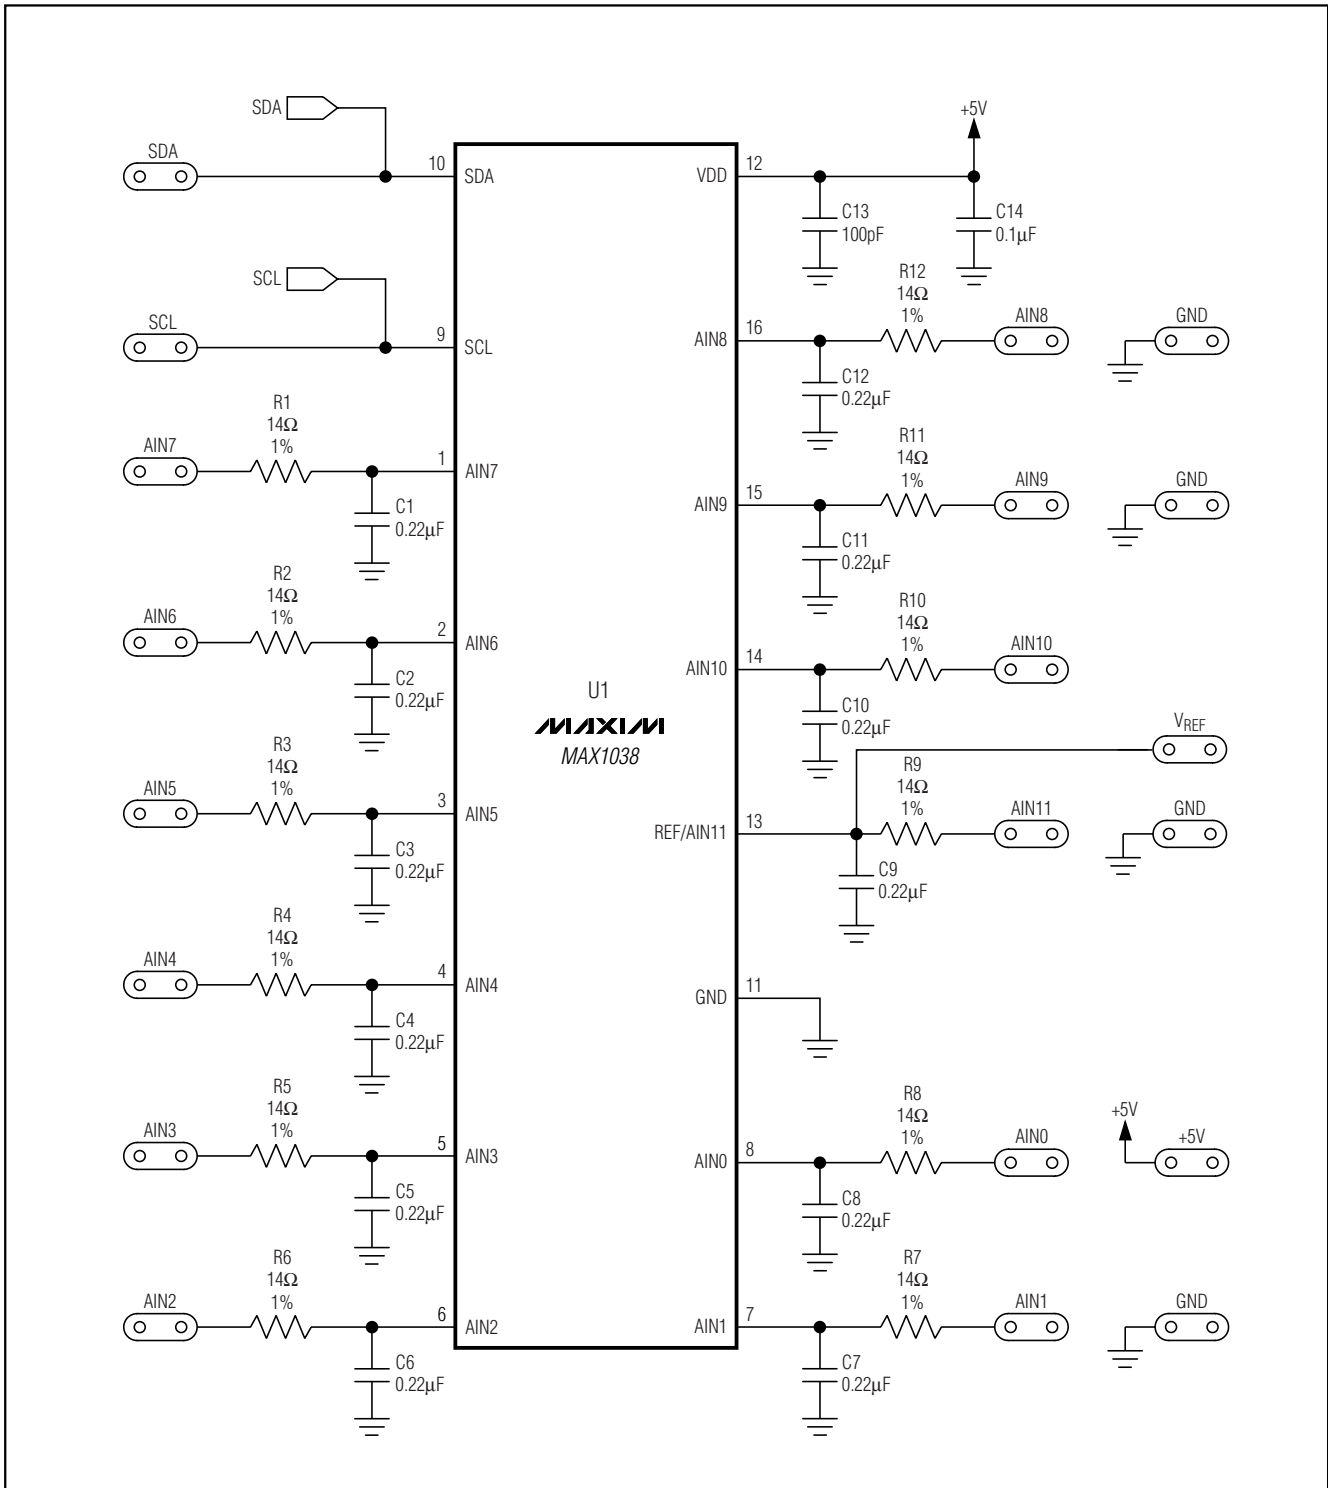 SDA
+5V
SDA
10
SDA
VDD
12
C13
100pF
C14
0.1µF
SCL
SCL
9
SCL
R12
14Ω
1%
AIN8
16
AIN8
GND
C12
0.22µF
R1
14Ω
1%
AIN7
1
AIN7
C1
0.22µF
R11
14Ω
1%
AIN9
15
AIN9
GND
C11
0.22µF
R2
14Ω
1%
AIN6
2
AIN6
C2
0.22µF
R10
14Ω
1%
AIN10
14
AIN10
C10
0.22µF
U1
MAXIM
MAX1038
VREF
R3
14Ω
1%
AIN5
3
AIN5
C3
0.22µF
R9
14Ω
1%
REF/AIN11
13
AIN11
GND
C9
0.22µF
R4
14Ω
1%
AIN4
4
AIN4
C4
0.22µF
GND
11
R5
14Ω
1%
AIN3
5
AIN3
C5
0.22µF
R8
14Ω
1%
AIN0
8
AIN0
+5V
+5V
C8
0.22µF
R6
14Ω
1%
AIN2
6
AIN2
C6
0.22µF
R7
14Ω
1%
AIN1
7
AIN1
GND
C7
0.22µF